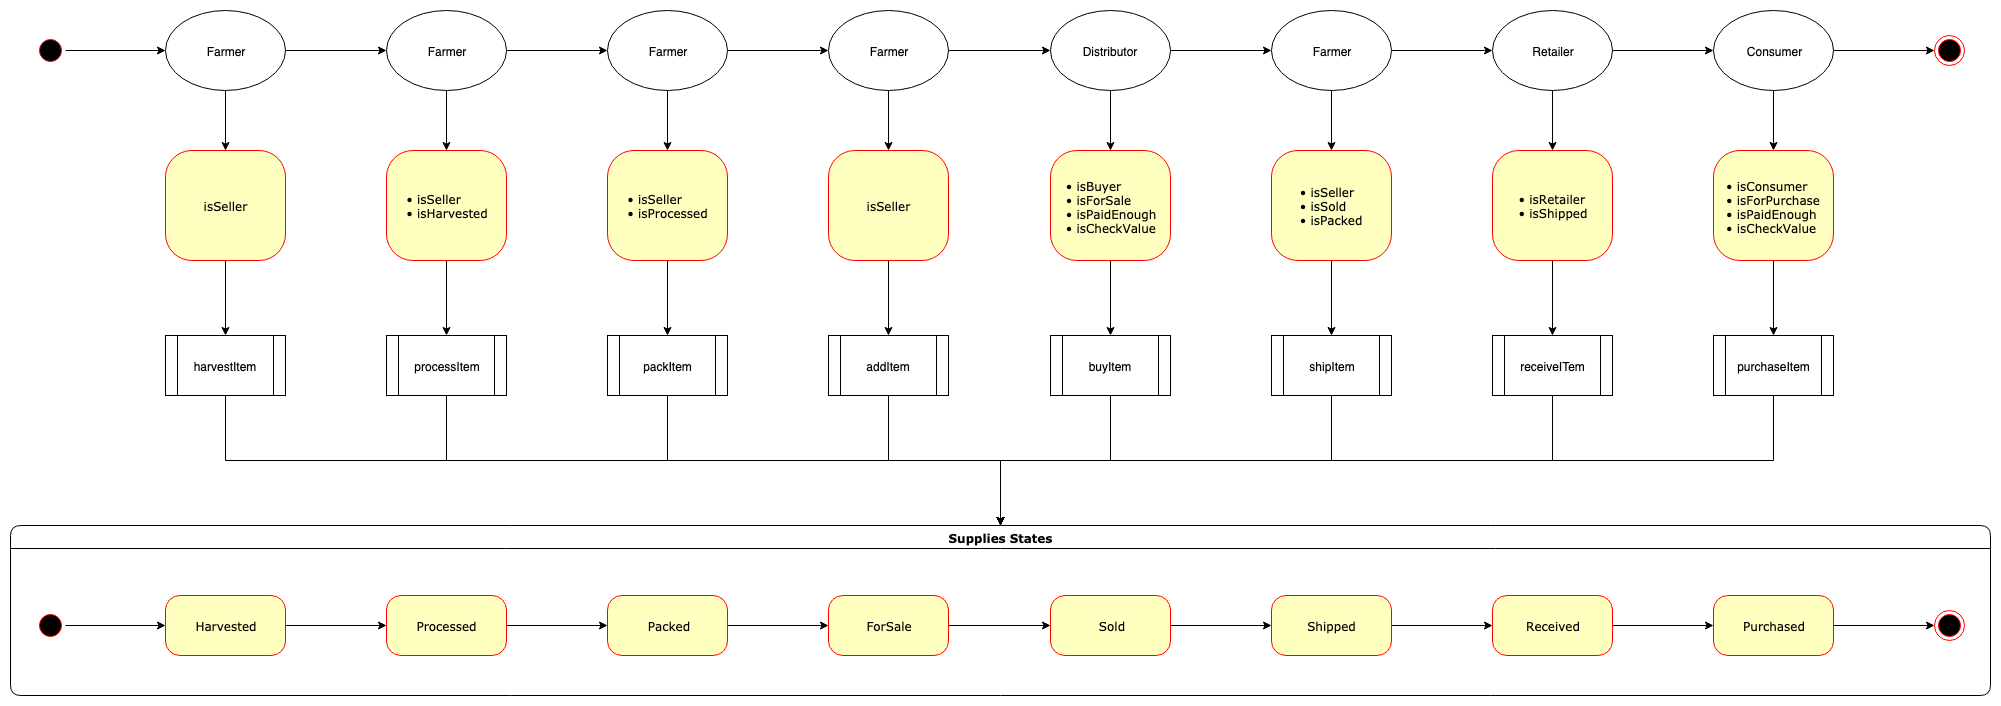 Farmer
Farmer
Farmer
Farmer
Distributor
Farmer
Retailer
Consumer
isSeller
• isSeller
• isHarvested
• isSeller
• isProcessed
isSeller
• isBuyer
• isForSale
• isPaidEnough
• isCheckValue
• isSeller
• isSold
• isPacked
• isRetailer
• isShipped
• isConsumer
• isForPurchase
• isPaidEnough
• isCheckValue
harvestItem
processItem
packItem
addItem
buyItem
shipItem
receiveITem
purchaseItem
Supplies States
Harvested
Processed
Packed
ForSale
Sold
Shipped
Received
Purchased